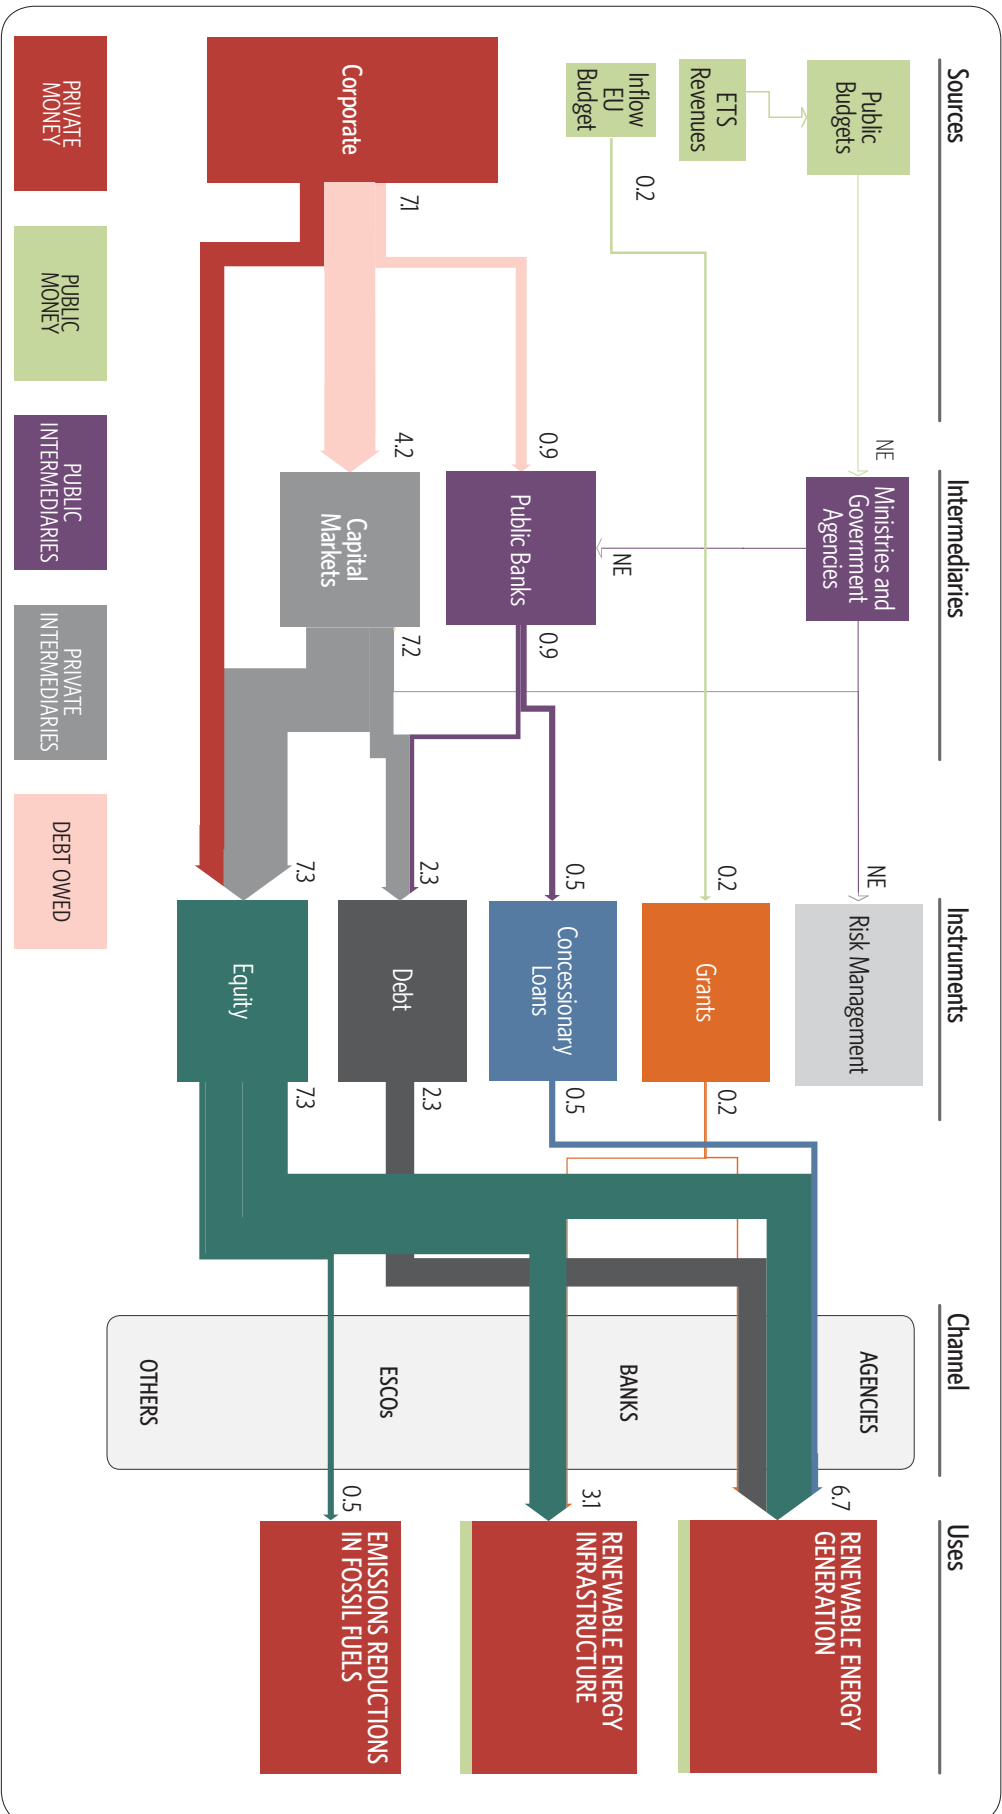 Sources
Intermediaries
Instruments
Channel
Uses
Public
Budgets
ETS
Revenues
Inflow
EU
Budget
Corporate
NE
0.2
7.1
0.9
4.2
Ministries and
Government
Agencies
NE
Public Banks
Capital
Markets
0.9
7.2
NE
0.2
0.5
2.3
7.3
Risk Management
Grants
Concessionary
Loans
Debt
Equity
0.2
0.5
2.3
7.3
AGENCIES
BANKS
ESCOs
OTHERS
6.7
3.1
0.5
RENEWABLE ENERGY
GENERATION
RENEWABLE ENERGY
INFRASTRUCTURE
EMISSIONS REDUCTIONS
IN FOSSIL FUELS
PRIVATE
MONEY
PUBLIC
MONEY
PUBLIC
INTERMEDIARIES
PRIVATE
INTERMEDIARIES
DEBT OWED